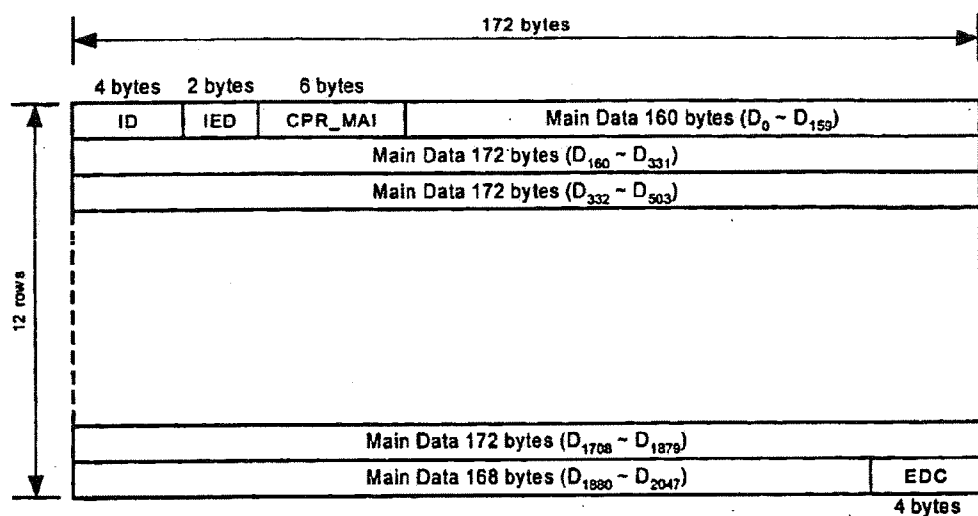 172 bytes
4 bytes 2 bytes 6 bytes
ID IED CPR_MAI Main Data 160 bytes (D₀ ~ D₁₅₉)
Main Data 172 bytes (D₁₆₀ ~ D₃₃₁)
Main Data 172 bytes (D₃₃₂ ~ D₅₀₃)
12 rows
Main Data 172 bytes (D₁₇₀₈ ~ D₁₈₇₉)
Main Data 168 bytes (D₁₈₈₀ ~ D₂₀₄₇) EDC
4 bytes